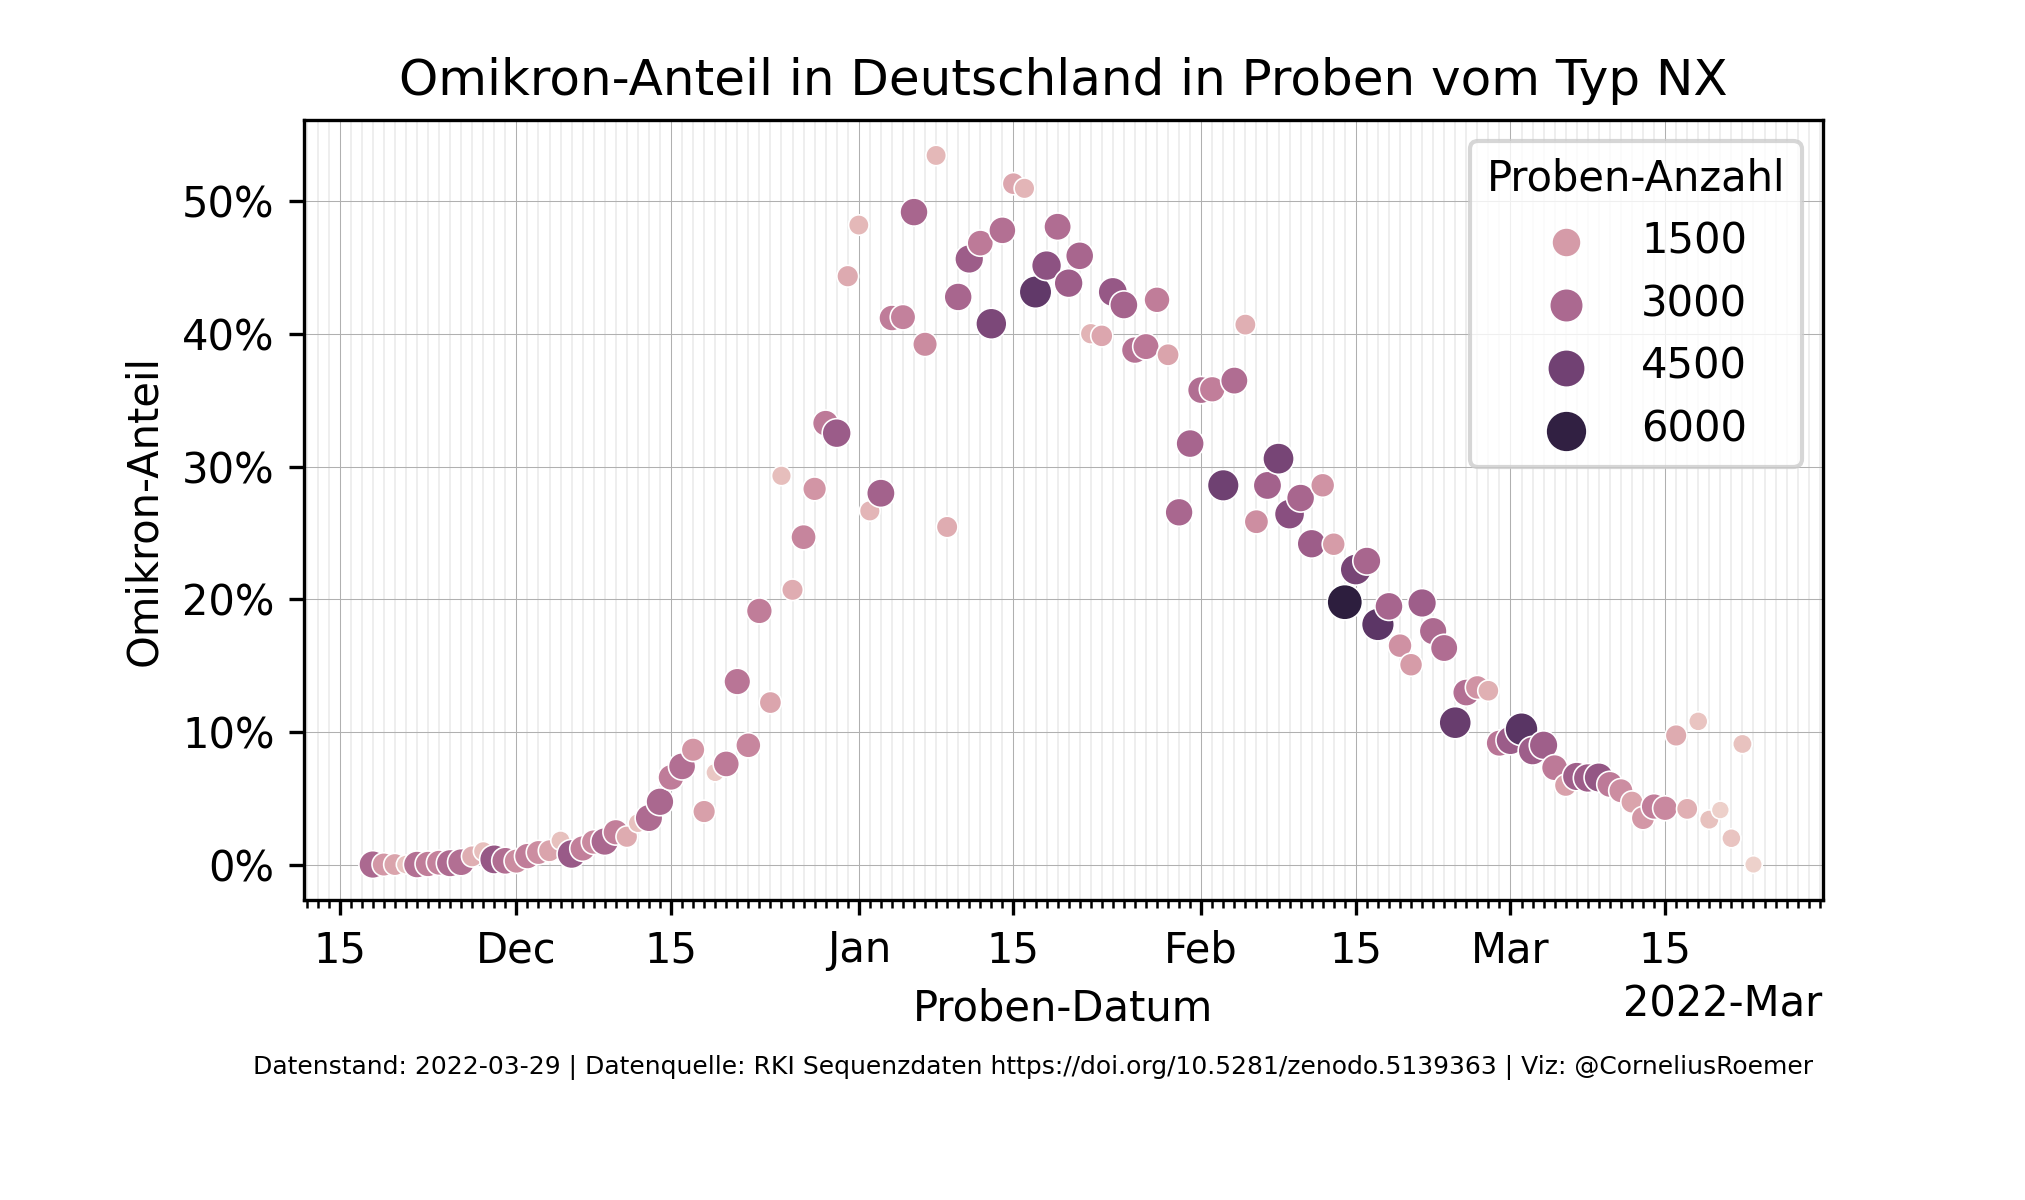 Omikron-Anteil in Deutschland in Proben vom Typ NX
Omikron-Anteil
50%
40%
30%
20%
10%
0%
Proben-Anzahl
1500
3000
4500
6000
15 Dec 15 Jan 15 Feb 15 Mar 15
Proben-Datum
2022-Mar
Datenstand: 2022-03-29 | Datenquelle: RKI Sequenzdaten https://doi.org/10.5281/zenodo.5139363 | Viz: @CorneliusRoemer